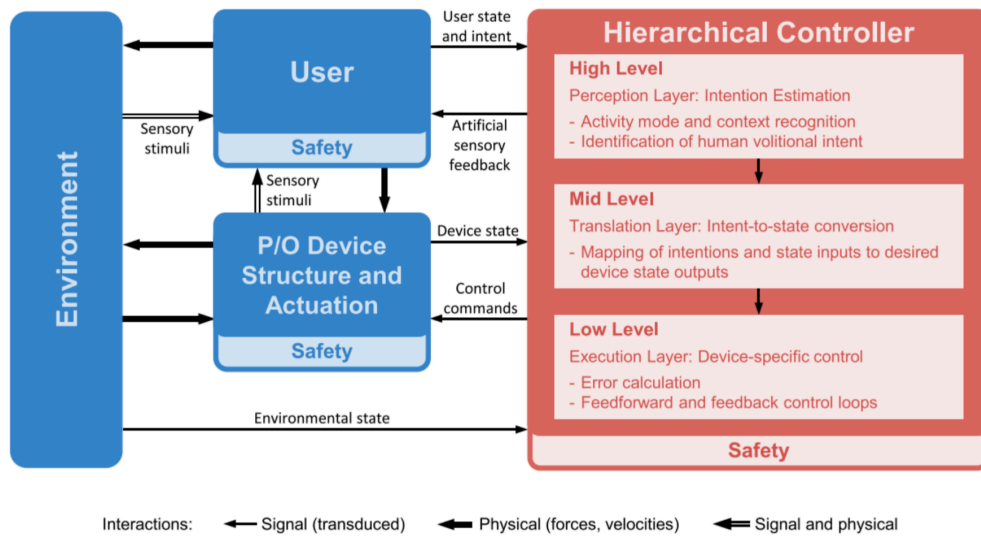 Environment
User
Safety
Sensory
stimuli
User state
and intent
Artificial
sensory
feedback
Sensory
stimuli
P/O Device
Structure and
Actuation
Safety
Device state
Control
commands
Environmental state
Hierarchical Controller
High Level
Perception Layer: Intention Estimation
- Activity mode and context recognition
- Identification of human volitional intent
Mid Level
Translation Layer: Intent-to-state conversion
- Mapping of intentions and state inputs to desired
device state outputs
Low Level
Execution Layer: Device-specific control
- Error calculation
- Feedforward and feedback control loops
Safety
Interactions: Signal (transduced) Physical (forces, velocities) Signal and physical